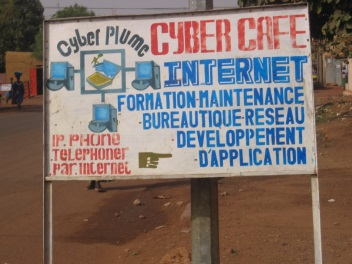 Cyber Plume
CYBER CAFE
INTERNET
FORMATION-MAINTENANCE
-BUREAUTIQUE-RESEAU
DEVELOPPEMENT
D'APPLICATION
IP. PHONE
TELEPHONER
PAR. INTERNET